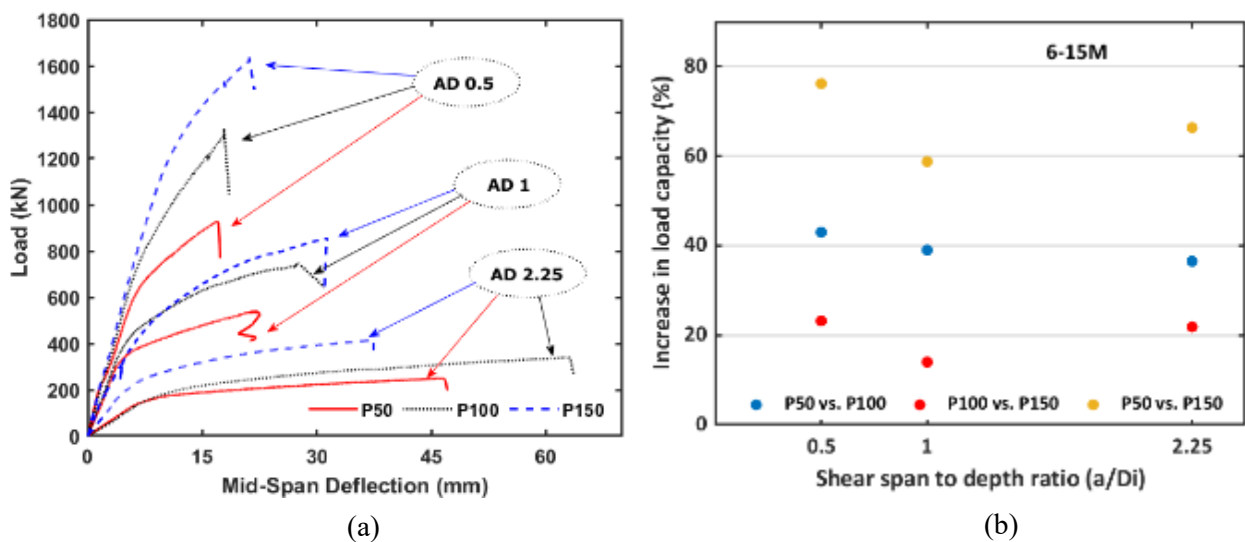 1800
1600
1400
1200
1000
800
600
400
200
0
Load (kN)
AD 0.5
AD 1
AD 2.25
P50 P100 P150
0 15 30 45 60
Mid-Span Deflection (mm)
(a)
6-15M
80
60
40
20
0
Increase in load capacity (%)
P50 vs. P100 P100 vs. P150 P50 vs. P150
0.5 1 2.25
Shear span to depth ratio (a/Di)
(b)